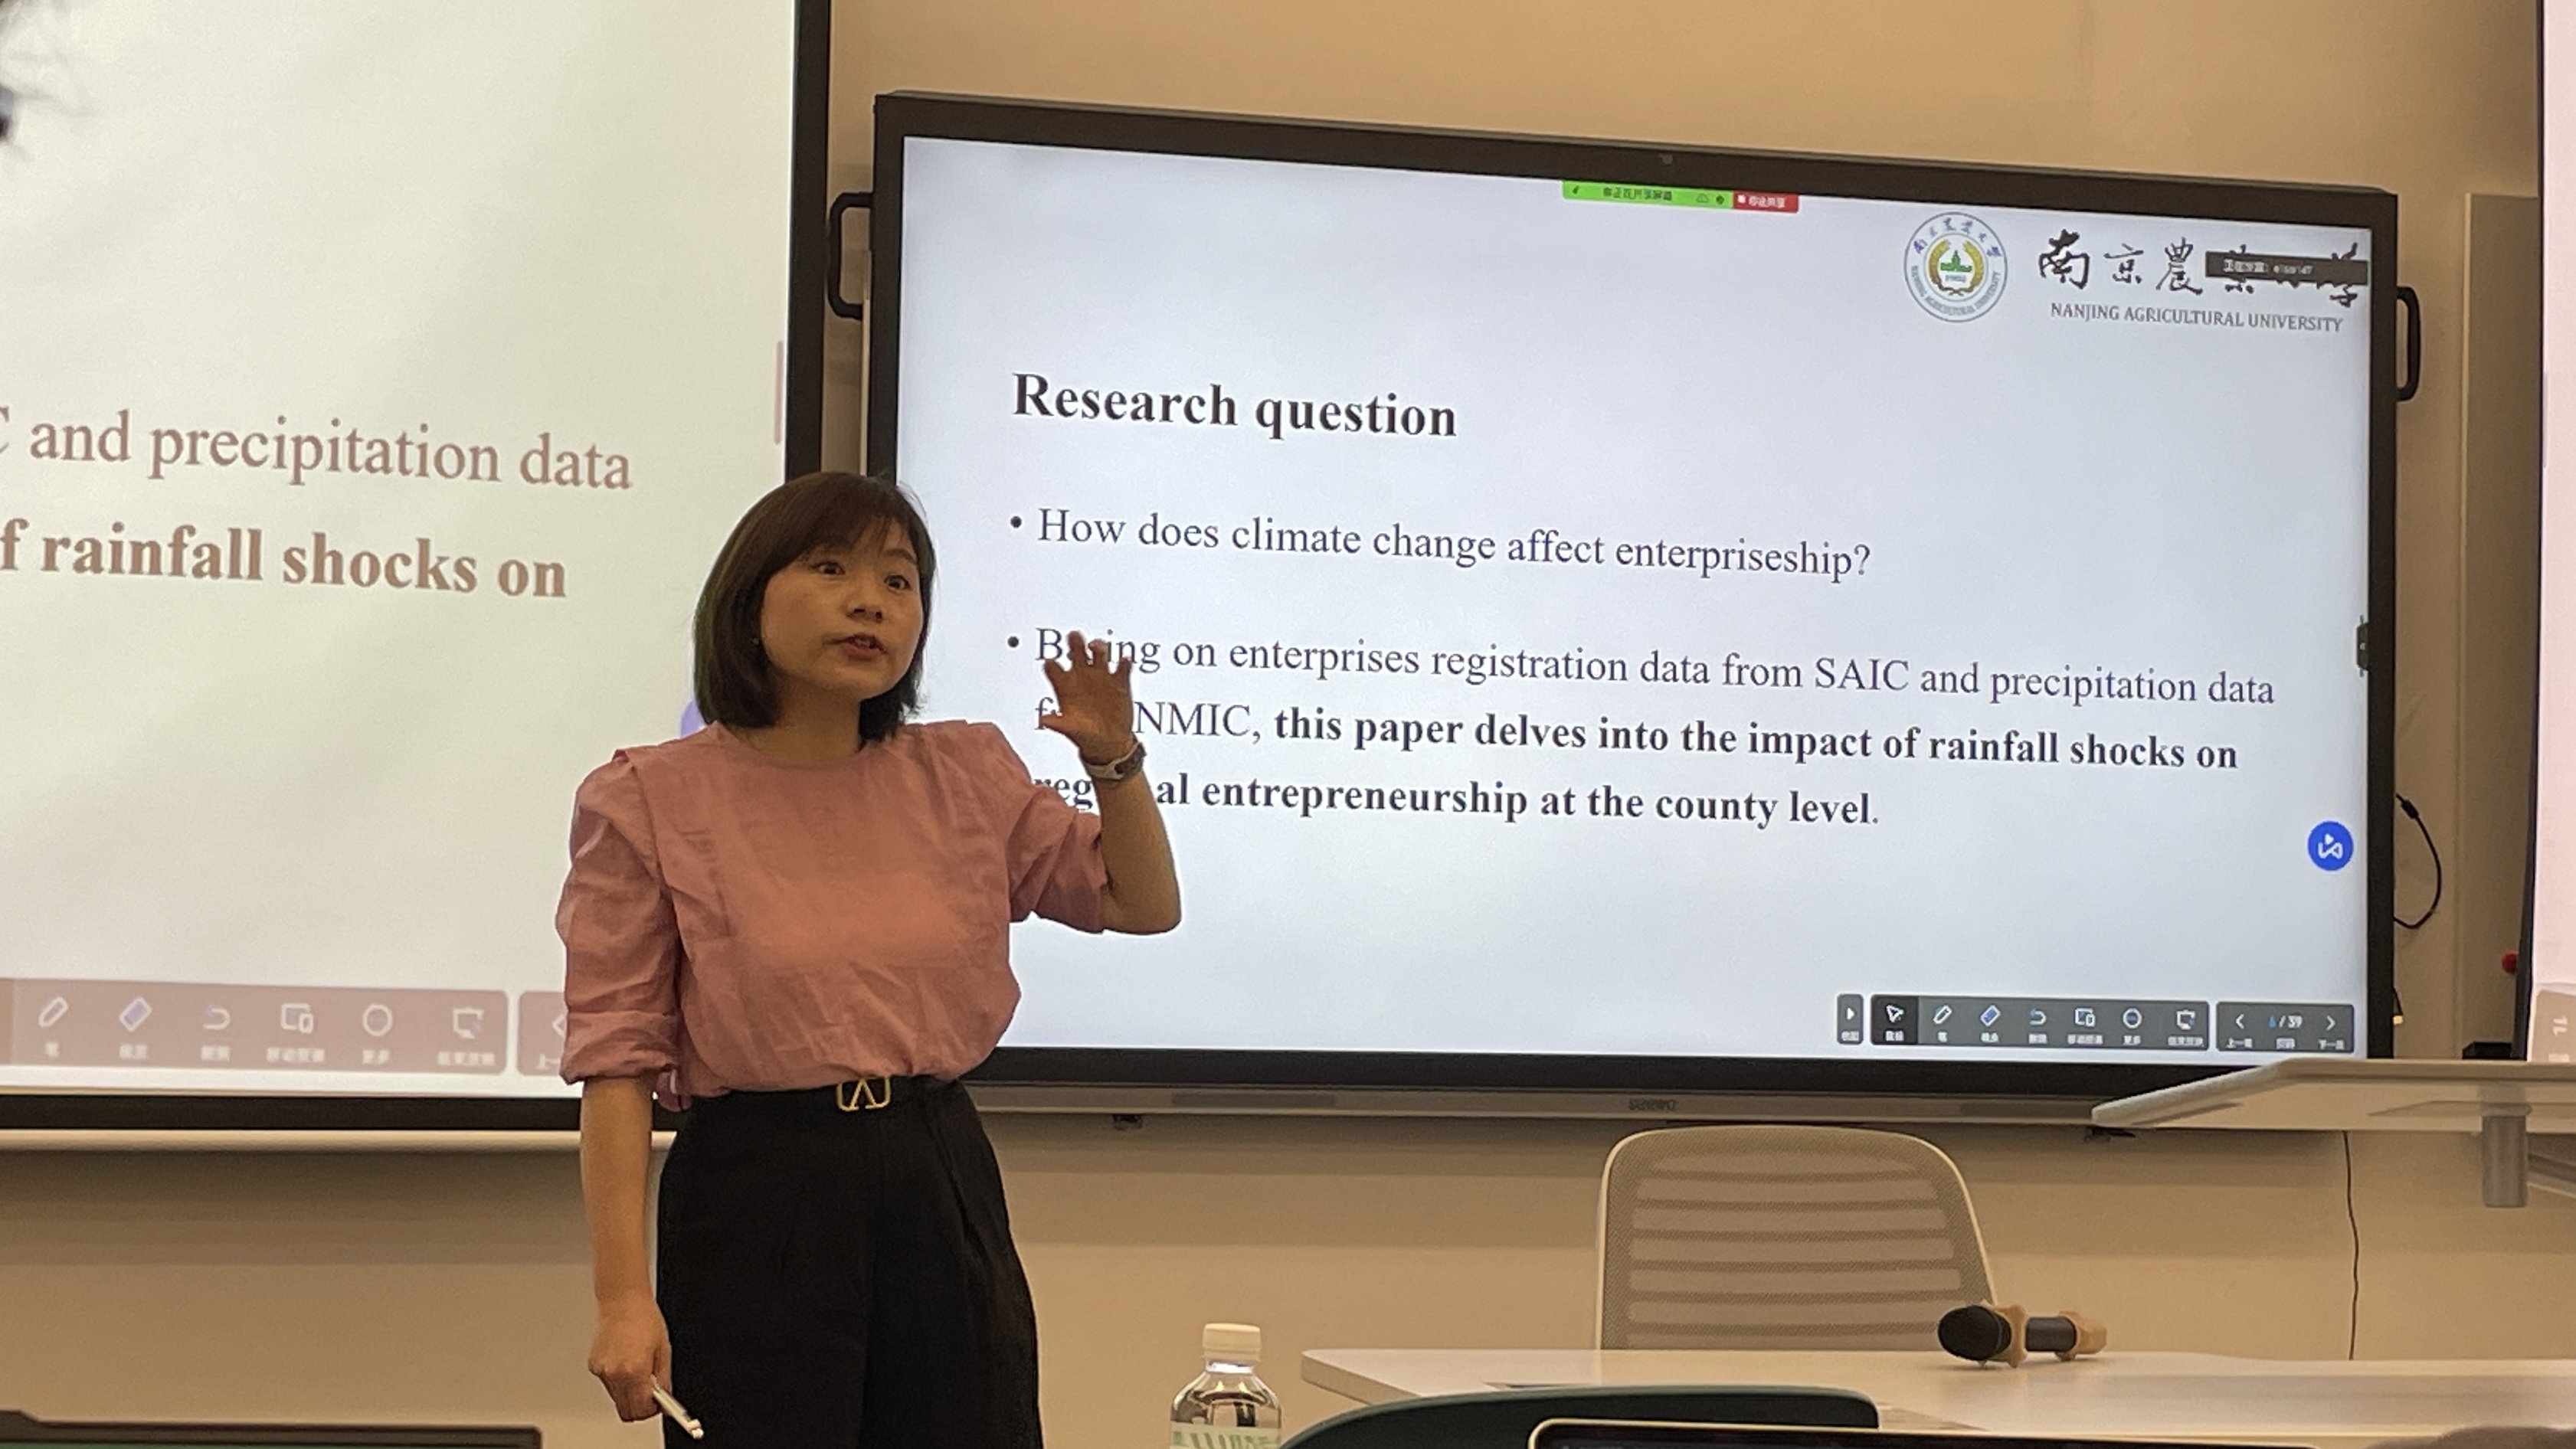 C and precipitation data
f rainfall shocks on
南京農
NANJING AGRICULTURAL UNIVERSITY
Research question
• How does climate change affect enterpriseship?
• Basing on enterprises registration data from SAIC and precipitation data
NMIC, this paper delves into the impact of rainfall shocks on
al entrepreneurship at the county level.
/ 39